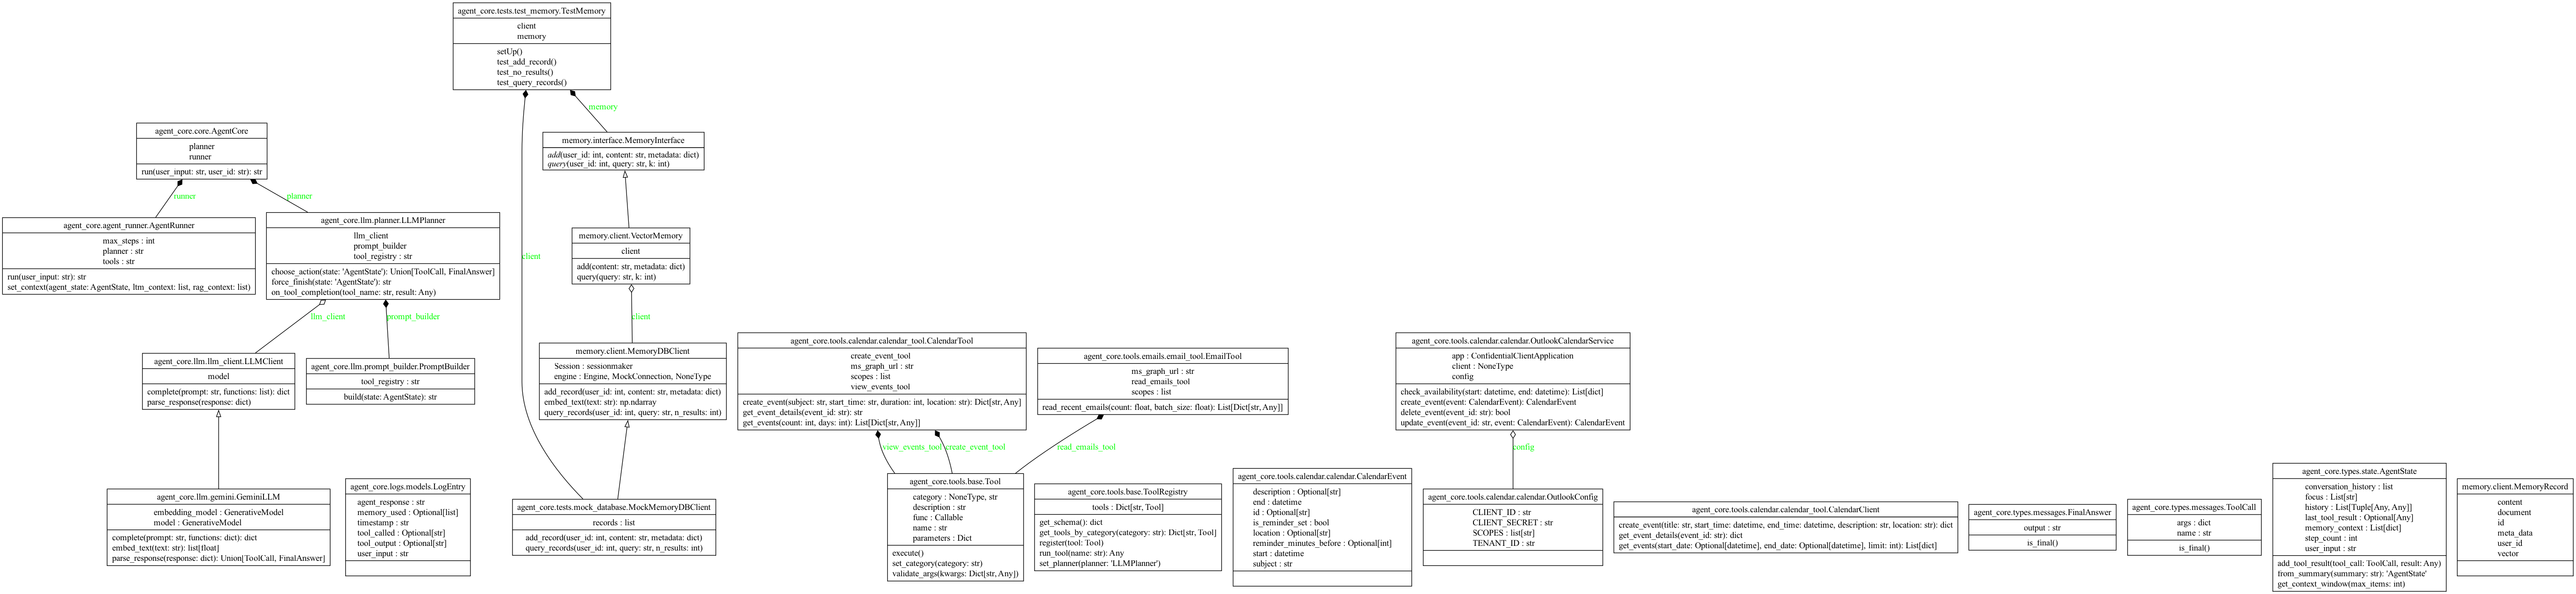 agent_core.tests.test_memory.TestMemory
client
memory
setUp()
test_add_record()
test_no_results()
test_query_records()
memory
client
agent_core.core.AgentCore
planner
runner
run(user_input: str, user_id: str): str
runner
planner
memory.interface.MemoryInterface
add(user_id: int, content: str, metadata: dict)
query(user_id: int, query: str, k: int)
agent_core.agent_runner.AgentRunner
max_steps : int
planner : str
tools : str
run(user_input: str): str
set_context(agent_state: AgentState, ltm_context: list, rag_context: list)
agent_core.llm.planner.LLMPlanner
llm_client
prompt_builder
tool_registry : str
choose_action(state: 'AgentState'): Union[ToolCall, FinalAnswer]
force_finish(state: 'AgentState'): str
on_tool_completion(tool_name: str, result: Any)
llm_client
prompt_builder
memory.client.VectorMemory
client
add(content: str, metadata: dict)
query(query: str, k: int)
client
agent_core.llm.llm_client.LLMClient
model
complete(prompt: str, functions: list): dict
parse_response(response: dict)
agent_core.llm.prompt_builder.PromptBuilder
tool_registry : str
build(state: AgentState): str
memory.client.MemoryDBClient
Session : sessionmaker
engine : Engine, MockConnection, NoneType
add_record(user_id: int, content: str, metadata: dict)
embed_text(text: str): np.ndarray
query_records(user_id: int, query: str, n_results: int)
agent_core.tools.calendar.calendar_tool.CalendarTool
create_event_tool
ms_graph_url : str
scopes : list
view_events_tool
create_event(subject: str, start_time: str, duration: int, location: str): Dict[str, Any]
get_event_details(event_id: str): str
get_events(count: int, days: int): List[Dict[str, Any]]
view_events_tool
create_event_tool
agent_core.tools.emails.email_tool.EmailTool
ms_graph_url : str
read_emails_tool
scopes : list
read_recent_emails(count: float, batch_size: float): List[Dict[str, Any]]
read_emails_tool
agent_core.tools.calendar.calendar.OutlookCalendarService
app : ConfidentialClientApplication
client : NoneType
config
check_availability(start: datetime, end: datetime): List[dict]
create_event(event: CalendarEvent): CalendarEvent
delete_event(event_id: str): bool
update_event(event_id: str, event: CalendarEvent): CalendarEvent
config
agent_core.llm.gemini.GeminiLLM
embedding_model : GenerativeModel
model : GenerativeModel
complete(prompt: str, functions: dict): dict
embed_text(text: str): list[float]
parse_response(response: dict): Union[ToolCall, FinalAnswer]
agent_core.logs.models.LogEntry
agent_response : str
memory_used : Optional[list]
timestamp : str
tool_called : Optional[str]
tool_output : Optional[str]
user_input : str
agent_core.tests.mock_database.MockMemoryDBClient
records : list
add_record(user_id: int, content: str, metadata: dict)
query_records(user_id: int, query: str, n_results: int)
agent_core.tools.base.Tool
category : NoneType, str
description : str
func : Callable
name : str
parameters : Dict
execute()
set_category(category: str)
validate_args(kwargs: Dict[str, Any])
agent_core.tools.base.ToolRegistry
tools : Dict[str, Tool]
get_schema(): dict
get_tools_by_category(category: str): Dict[str, Tool]
register(tool: Tool)
run_tool(name: str): Any
set_planner(planner: 'LLMPlanner')
agent_core.tools.calendar.calendar.CalendarEvent
description : Optional[str]
end : datetime
id : Optional[str]
is_reminder_set : bool
location : Optional[str]
reminder_minutes_before : Optional[int]
start : datetime
subject : str
agent_core.tools.calendar.calendar.OutlookConfig
CLIENT_ID : str
CLIENT_SECRET : str
SCOPES : list[str]
TENANT_ID : str
agent_core.tools.calendar.calendar_tool.CalendarClient
create_event(title: str, start_time: datetime, end_time: datetime, description: str, location: str): dict
get_event_details(event_id: str): dict
get_events(start_date: Optional[datetime], end_date: Optional[datetime], limit: int): List[dict]
agent_core.types.messages.FinalAnswer
output : str
is_final()
agent_core.types.messages.ToolCall
args : dict
name : str
is_final()
agent_core.types.state.AgentState
conversation_history : list
focus : List[str]
history : List[Tuple[Any, Any]]
last_tool_result : Optional[Any]
memory_context : List[dict]
step_count : int
user_input : str
add_tool_result(tool_call: ToolCall, result: Any)
from_summary(summary: str): 'AgentState'
get_context_window(max_items: int)
memory.client.MemoryRecord
content
document
id
meta_data
user_id
vector